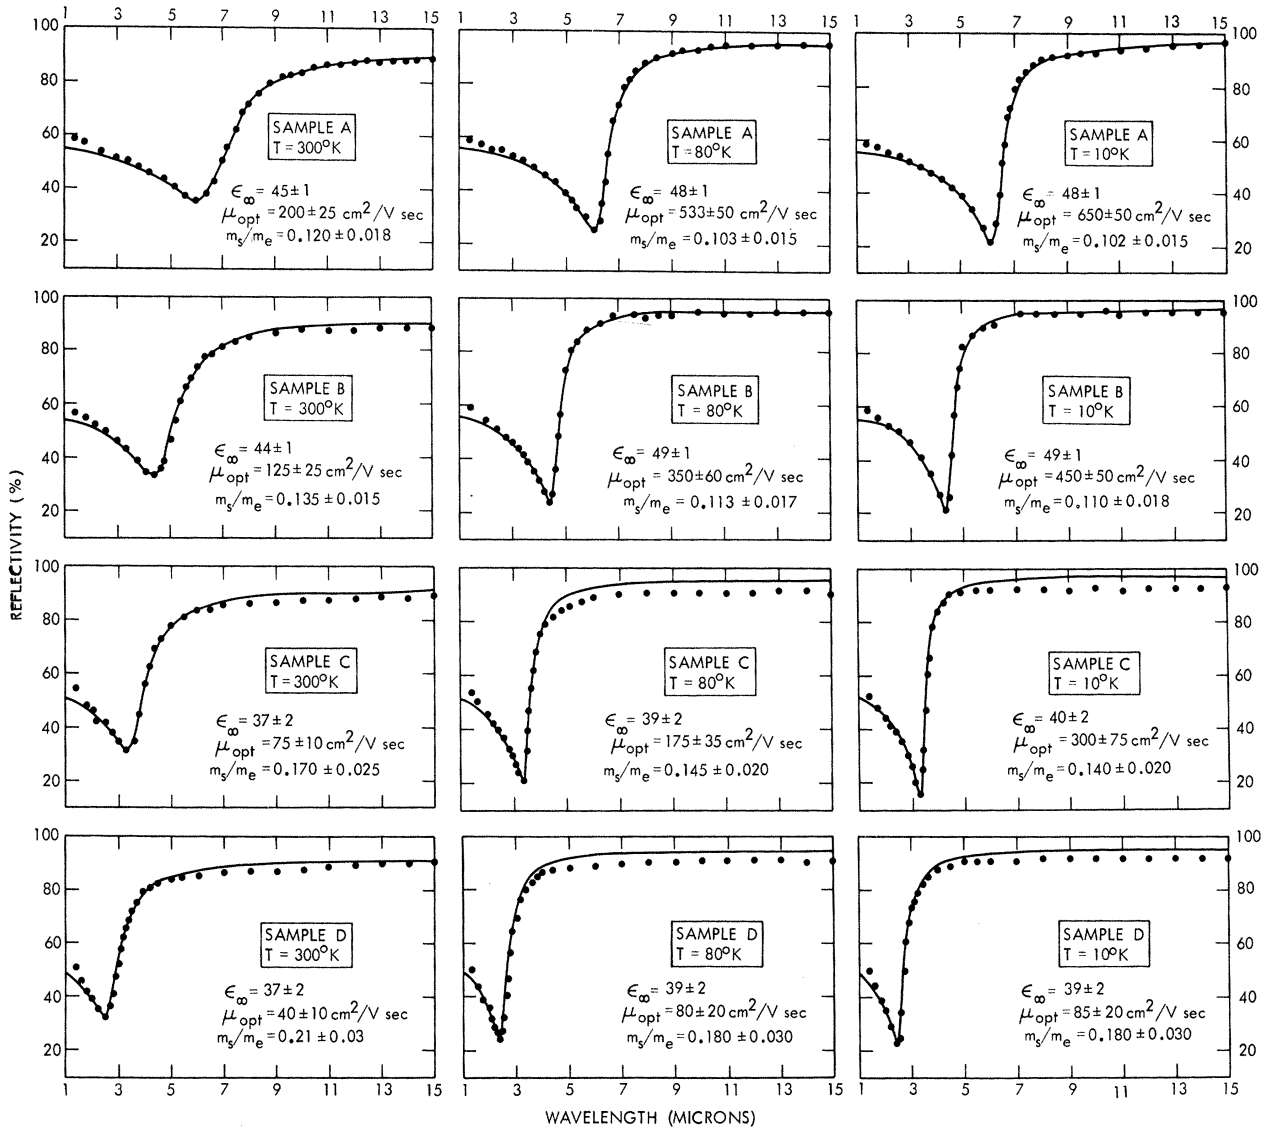 1 3 5 7 9 11 13 15 1 3 5 7 9 11 13 15 1 3 5 7 9 11 13 15
100 100
80 80
60 60
40 40
20 20
SAMPLE A
T = 300°K
ϵ∞ = 45±1
μopt = 200±25 cm²/V sec
ms/me = 0.120 ± 0.018
SAMPLE A
T = 80°K
ϵ∞ = 48±1
μopt = 533±50 cm²/V sec
ms/me = 0.103 ± 0.015
SAMPLE A
T = 10°K
ϵ∞ = 48±1
μopt = 650±50 cm²/V sec
ms/me = 0.102 ± 0.015
100 100
80 80
60 60
40 40
20 20
SAMPLE B
T = 300°K
ϵ∞ = 44±1
μopt = 125±25 cm²/V sec
ms/me = 0.135 ± 0.015
SAMPLE B
T = 80°K
ϵ∞ = 49±1
μopt = 350±60 cm²/V sec
ms/me = 0.113 ± 0.017
SAMPLE B
T = 10°K
ϵ∞ = 49±1
μopt = 450±50 cm²/V sec
ms/me = 0.110 ± 0.018
REFLECTIVITY (%)
100 100
80 80
60 60
40 40
20 20
SAMPLE C
T = 300°K
ϵ∞ = 37±2
μopt = 75±10 cm²/V sec
ms/me = 0.170 ± 0.025
SAMPLE C
T = 80°K
ϵ∞ = 39±2
μopt = 175±35 cm²/V sec
ms/me = 0.145 ± 0.020
SAMPLE C
T = 10°K
ϵ∞ = 40±2
μopt = 300±75 cm²/V sec
ms/me = 0.140 ± 0.020
100 100
80 80
60 60
40 40
20 20
SAMPLE D
T = 300°K
ϵ∞ = 37±2
μopt = 40±10 cm²/V sec
ms/me = 0.21 ± 0.03
SAMPLE D
T = 80°K
ϵ∞ = 39±2
μopt = 80±20 cm²/V sec
ms/me = 0.180 ± 0.030
SAMPLE D
T = 10°K
ϵ∞ = 39±2
μopt = 85±20 cm²/V sec
ms/me = 0.180 ± 0.030
1 3 5 7 9 11 13 15 1 3 5 7 9 11 13 15 1 3 5 7 9 11 13 15
WAVELENGTH (MICRONS)